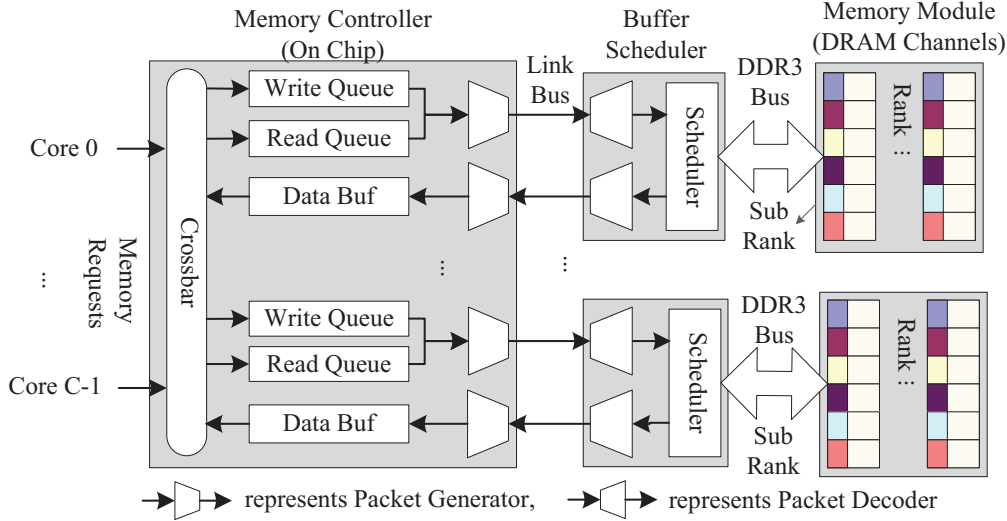 Memory Controller
(On Chip)
Buffer
Scheduler
Memory Module
(DRAM Channels)
Link
Bus
DDR3
Bus
Write Queue
Read Queue
Data Buf
Core 0
Crossbar
Scheduler
Rank ...
Sub
Rank
Memory
Requests
...
...
...
Write Queue
Read Queue
Data Buf
Core C-1
Scheduler
DDR3
Bus
Rank ...
Sub
Rank
represents Packet Generator,
represents Packet Decoder